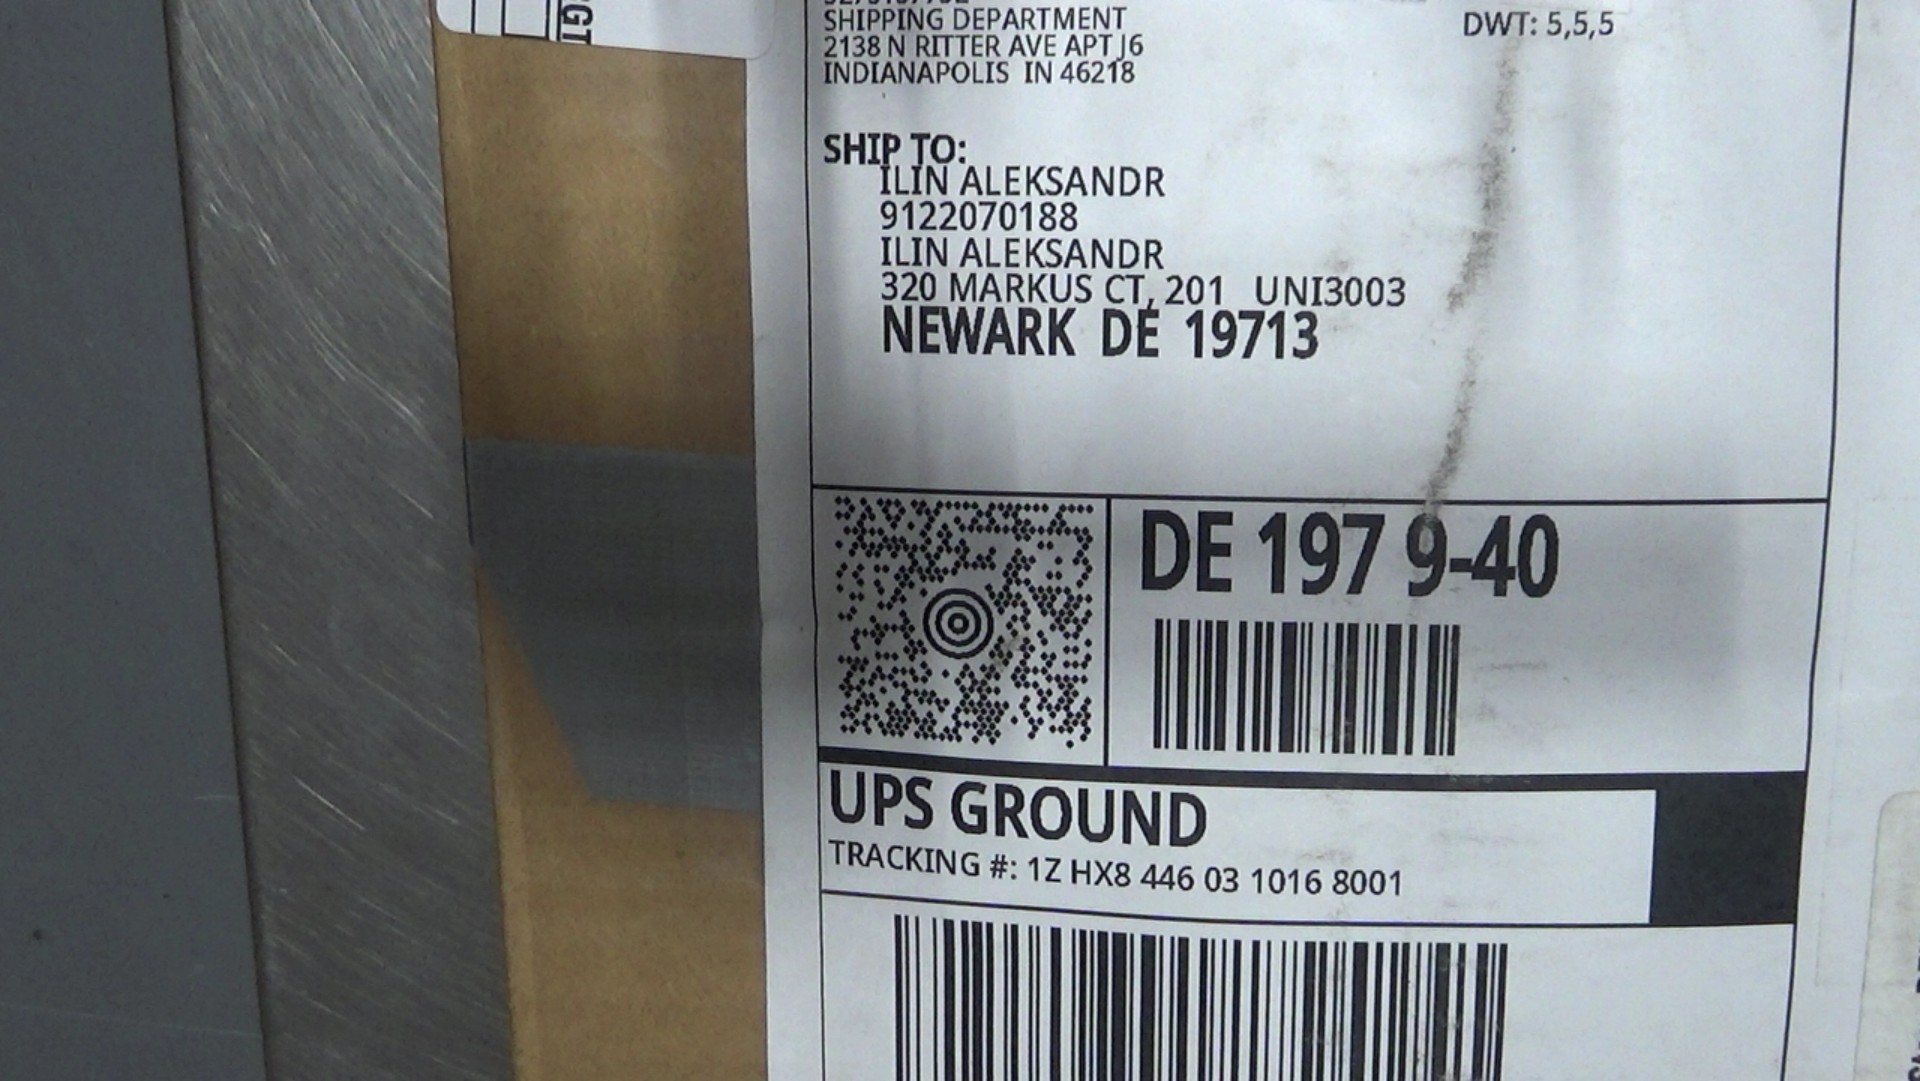 SHIPPING DEPARTMENT
2138 N RITTER AVE APT J6
INDIANAPOLIS IN 46218
DWT: 5,5,5
SHIP TO:
ILIN ALEKSANDR
9122070188
ILIN ALEKSANDR
320 MARKUS CT, 201 UNI3003
NEWARK DE 19713
DE 197 9-40
UPS GROUND
TRACKING #: 1Z HX8 446 03 1016 8001